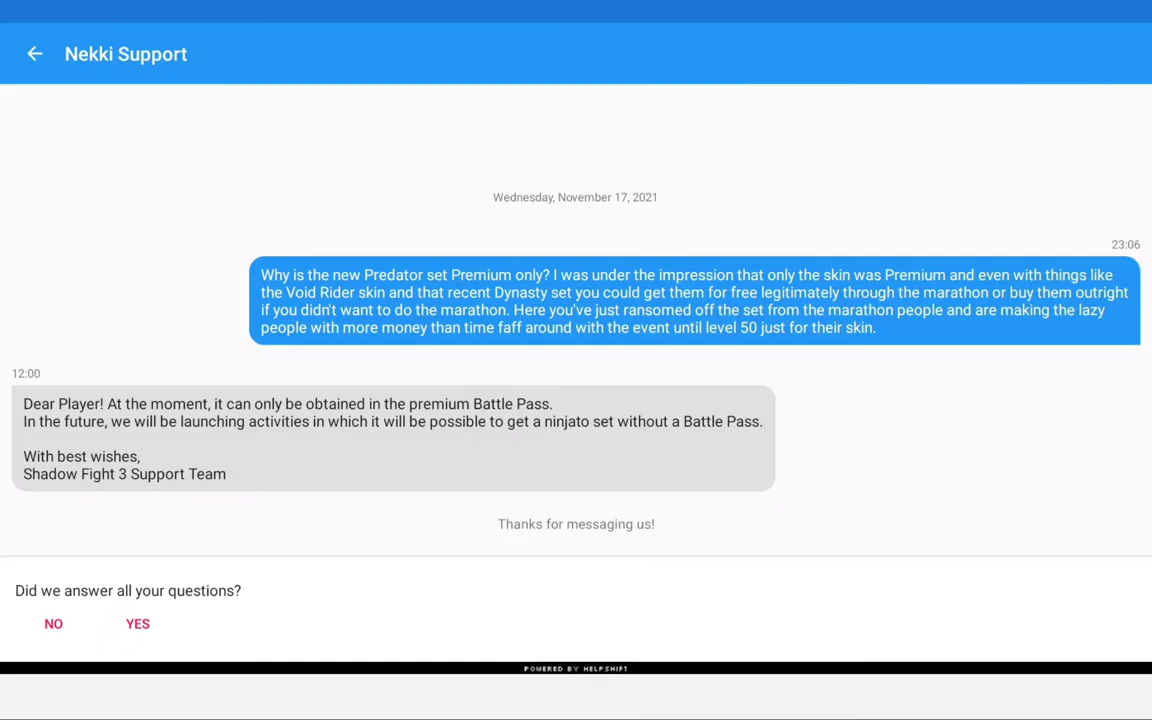 Nekki Support
Wednesday, November 17, 2021
23:06
Why is the new Predator set Premium only? I was under the impression that only the skin was Premium and even with things like
the Void Rider skin and that recent Dynasty set you could get them for free legitimately through the marathon or buy them outright
if you didn't want to do the marathon. Here you've just ransomed off the set from the marathon people and are making the lazy
people with more money than time faff around with the event until level 50 just for their skin.
12:00
Dear Player! At the moment, it can only be obtained in the premium Battle Pass.
In the future, we will be launching activities in which it will be possible to get a ninjato set without a Battle Pass.
With best wishes,
Shadow Fight 3 Support Team
Thanks for messaging us!
Did we answer all your questions?
NO YES
POWERED BY HELPSHIFT